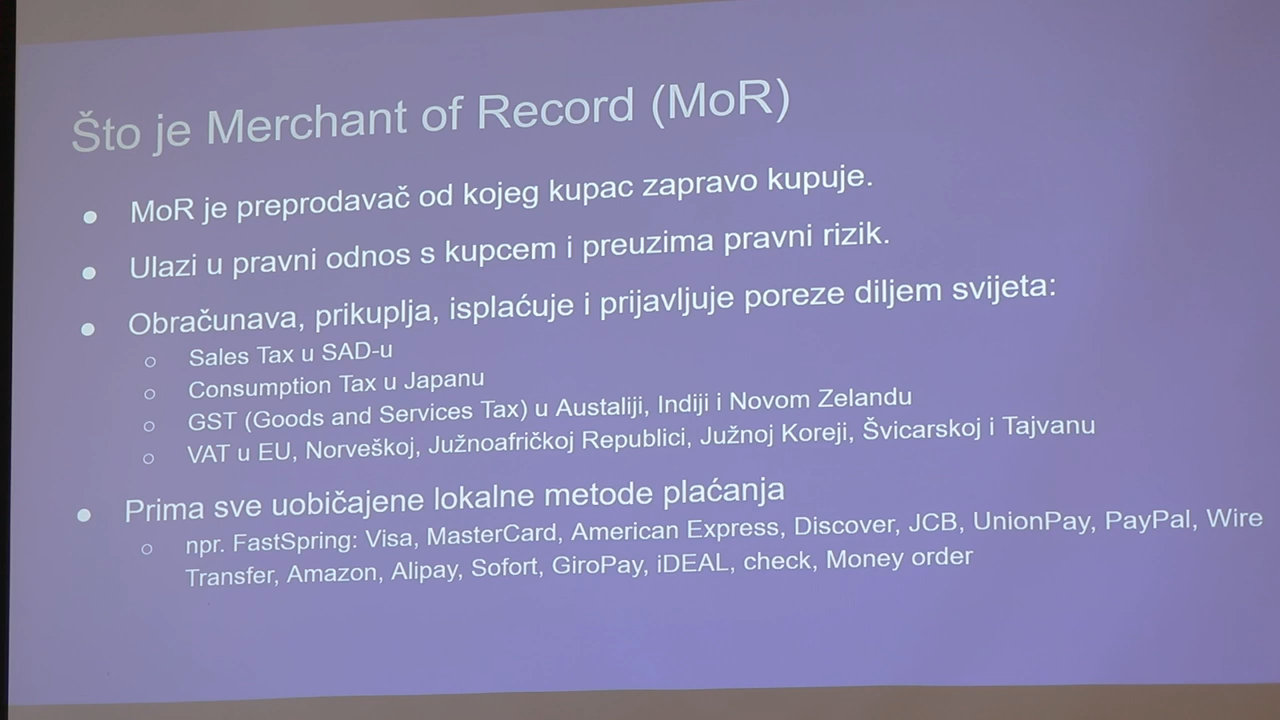 Što je Merchant of Record (MoR)
● MoR je preprodavač od kojeg kupac zapravo kupuje.
● Ulazi u pravni odnos s kupcem i preuzima pravni rizik.
● Obračunava, prikuplja, isplaćuje i prijavljuje poreze diljem svijeta:
○ Sales Tax u SAD-u
○ Consumption Tax u Japanu
○ GST (Goods and Services Tax) u Austaliji, Indiji i Novom Zelandu
○ VAT u EU, Norveškoj, Južnoafričkoj Republici, Južnoj Koreji, Švicarskoj i Tajvanu
● Prima sve uobičajene lokalne metode plaćanja
○ npr. FastSpring: Visa, MasterCard, American Express, Discover, JCB, UnionPay, PayPal, Wire
Transfer, Amazon, Alipay, Sofort, GiroPay, iDEAL, check, Money order